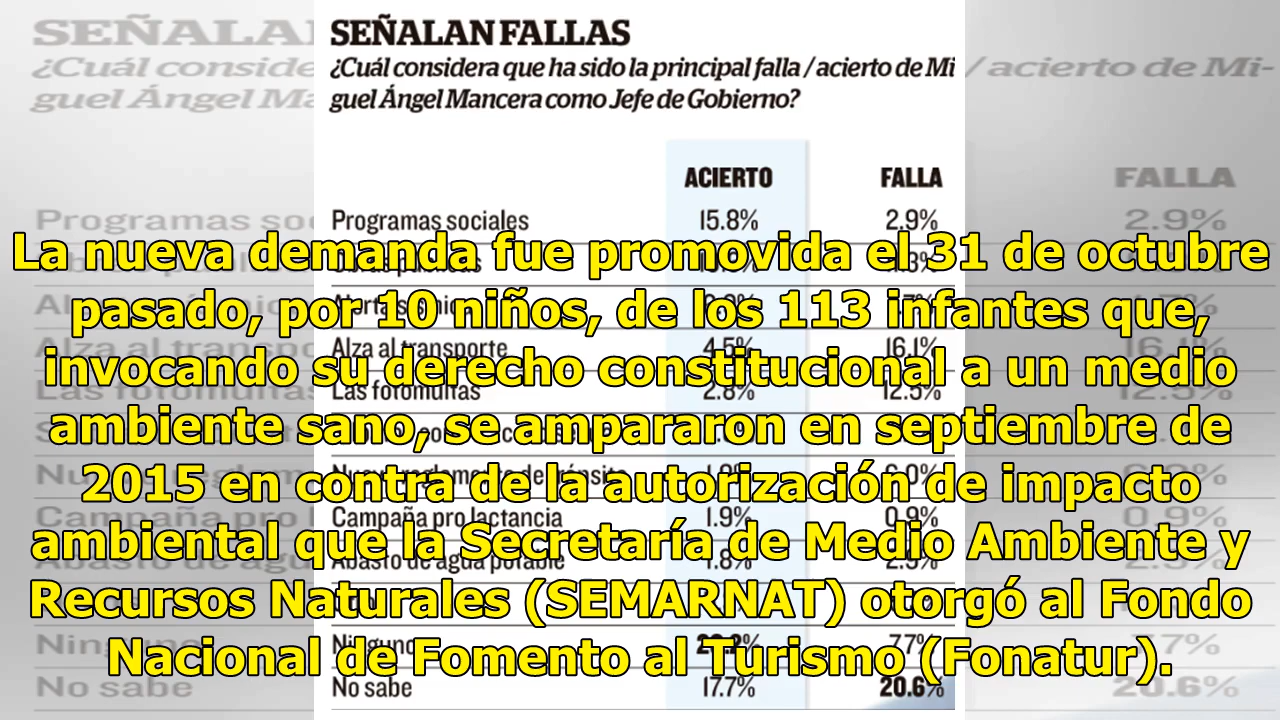 SEÑALAN FALLAS
¿Cuál considera que ha sido la principal falla / acierto de Mi
guel Ángel Mancera como Jefe de Gobierno?
ACIERTO FALLA
Programas sociales 15.8% 2.9%
La nueva demanda fue promovida el 31 de octubre
pasado, por 10 niños, de los 113 infantes que,
Alza al transporte 4.5% 16.1%
invocando su derecho constitucional a un medio
Las fotomultas 2.8% 12.5%
ambiente sano, se ampararon en septiembre de
2015 en contra de la autorización de impacto
Campaña pro lactancia 1.9% 0.9%
ambiental que la Secretaría de Medio Ambiente y
Abasto de agua potable 1.8%
Recursos Naturales (SEMARNAT) otorgó al Fondo
Ninguno 7.7%
Nacional de Fomento al Turismo (Fonatur).
No sabe 17.7% 20.6%